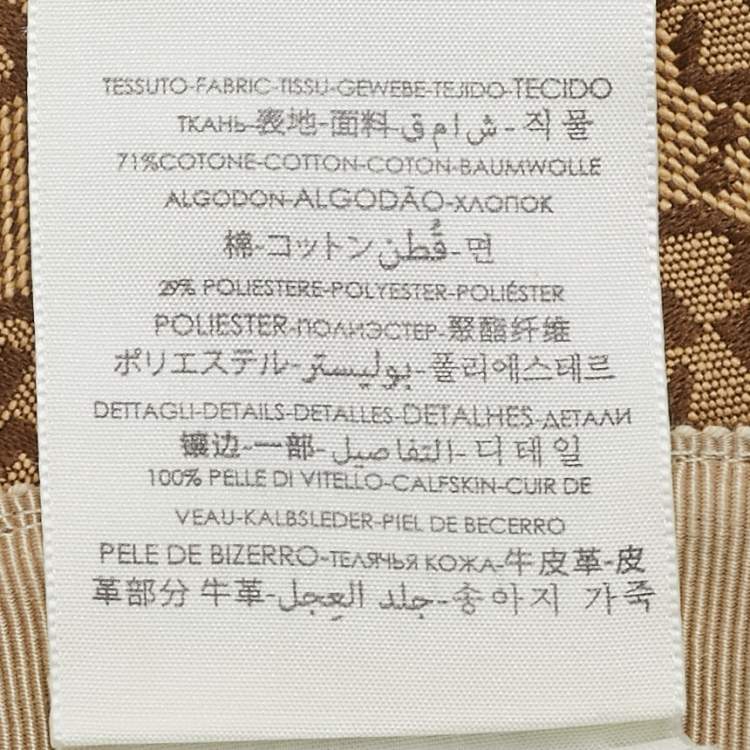 TESSUTO-FABRIC-TISSU-GEWEBE-TEJIDO-TECIDO
ТКАНЬ-表地-面料-ش ا م ق-직 물
71%COTONE-COTTON-COTON-BAUMWOLLE
ALGODON-ALGODÃO-ХЛОПОК
棉-コットン-قُطن-면
29% POLIESTERE-POLYESTER-POLIÉSTER
POLIESTER-ПОЛИЭСТЕР-聚酯纤维
ポリエステル-بوليستر-폴리에스테르
DETTAGLI-DETAILS-DETALLES-DETALHES-ДЕТАЛИ
镶边-一部-التفاصيل-디 테 일
100% PELLE DI VITELLO-CALFSKIN-CUIR DE
VEAU-KALBSLEDER-PIEL DE BECERRO
PELE DE BIZERRO-ТЕЛЯЧЬЯ КОЖА-牛皮革-皮
革部分 牛革-جلد العِجل-송 아 지 가 죽